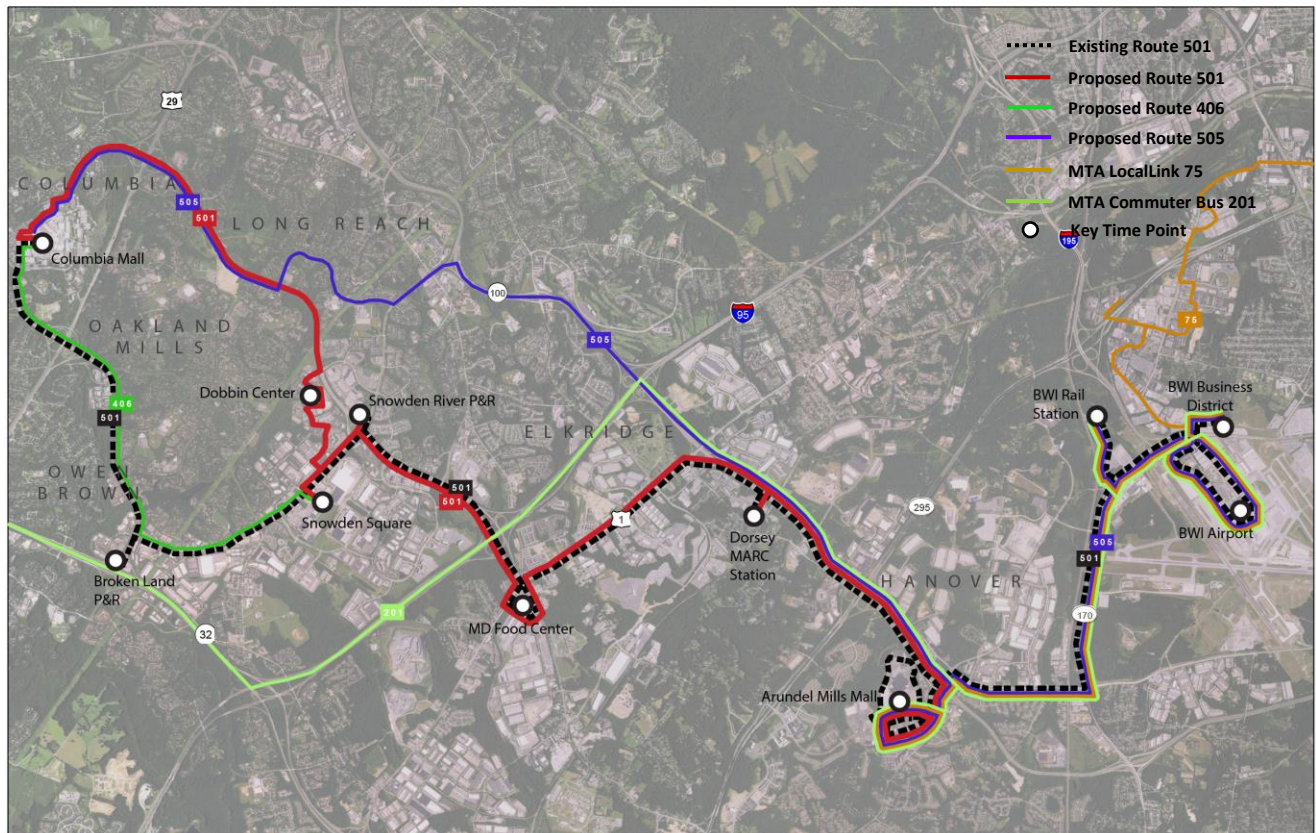 Existing Route 501
Proposed Route 501
Proposed Route 406
Proposed Route 505
MTA LocalLink 75
MTA Commuter Bus 201
Key Time Point
29
COLUMBIA
505
501
LONG REACH
195
Columbia Mall
100
95
75
OAKLAND
MILLS
505
Dobbin Center
Snowden River P&R
BWI Rail
Station
BWI Business
District
406
501
ELKRIDGE
OWEN
BROWN
501
501
Snowden Square
1
295
Dorsey
MARC
Station
BWI Airport
505
501
Broken Land
P&R
HANOVER
201
MD Food Center
170
32
Arundel Mills Mall